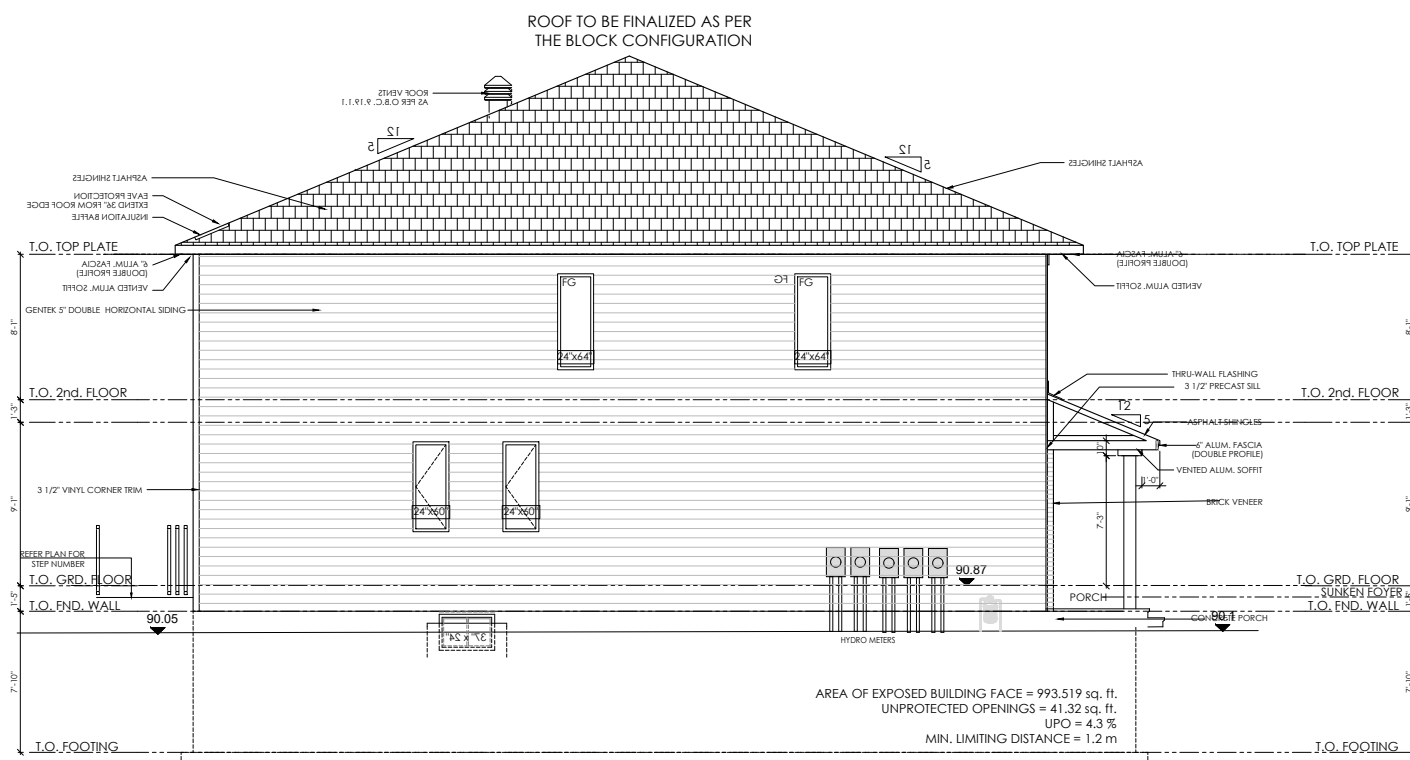 ROOF TO BE FINALIZED AS PER
THE BLOCK CONFIGURATION
ROOF VENTS
AS PER O.B.C. 9.19.1.1
12
5
12
5
ASPHALT SHINGLES
ASPHALT SHINGLES
EAVE PROTECTION
EXTEND 36" FROM ROOF EDGE
INSULATION BAFFLE
T.O. TOP PLATE
T.O. TOP PLATE
6" ALUM. FASCIA
(DOUBLE PROFILE)
VENTED ALUM. SOFFIT
6" ALUM. FASCIA
(DOUBLE PROFILE)
VENTED ALUM. SOFFIT
FG
FG
FG
GENTEK 5" DOUBLE HORIZONTAL SIDING
8'-1"
8'-1"
24"x64"
24"x64"
THRU-WALL FLASHING
3 1/2" PRECAST SILL
T.O. 2nd. FLOOR
T.O. 2nd. FLOOR
1'-3"
1'-3"
12
5
ASPHALT SHINGLES
6" ALUM. FASCIA
(DOUBLE PROFILE)
10"
VENTED ALUM. SOFFIT
1'-0"
3 1/2" VINYL CORNER TRIM
BRICK VENEER
9'-1"
9'-1"
24"x60"
24"x60"
7'-3"
REFER PLAN FOR
STEP NUMBER
90.87
T.O. GRD. FLOOR
T.O. GRD. FLOOR
SUNKEN FOYER
PORCH
1'-5"
T.O. FND. WALL
T.O. FND. WALL
90.05
90.1
CONCRETE PORCH
37" x 24"
HYDRO METERS
7'-10"
7'-10"
AREA OF EXPOSED BUILDING FACE = 993.519 sq. ft.
UNPROTECTED OPENINGS = 41.32 sq. ft.
UPO = 4.3 %
MIN. LIMITING DISTANCE = 1.2 m
T.O. FOOTING
T.O. FOOTING